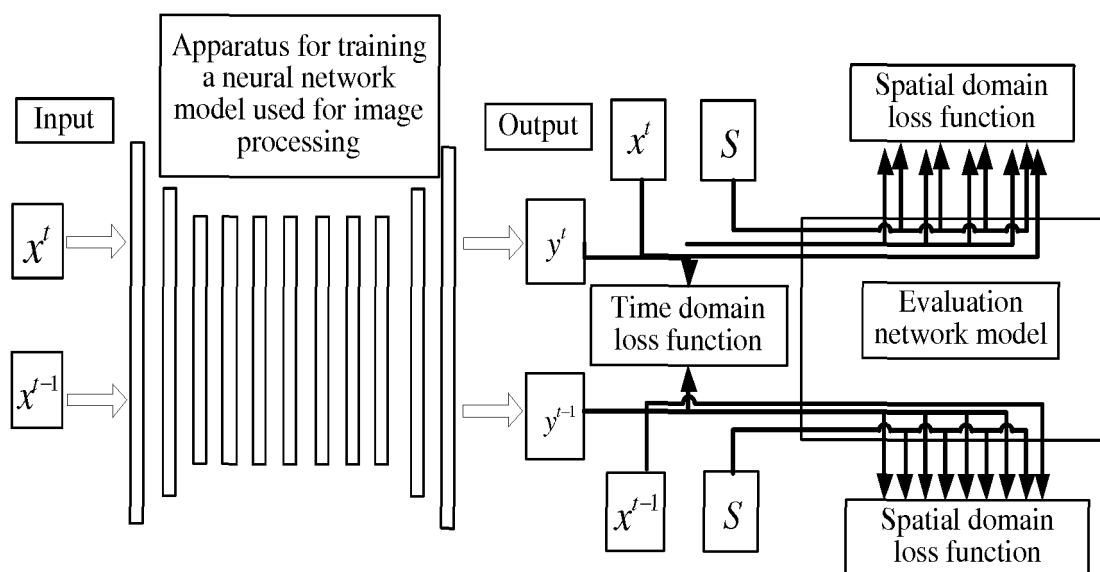 Apparatus for training
a neural network
model used for image
processing
Input
Output
x^t
S
Spatial domain
loss function
x^t
y^t
Time domain
loss function
Evaluation
network model
x^{t-1}
y^{t-1}
x^{t-1}
S
Spatial domain
loss function